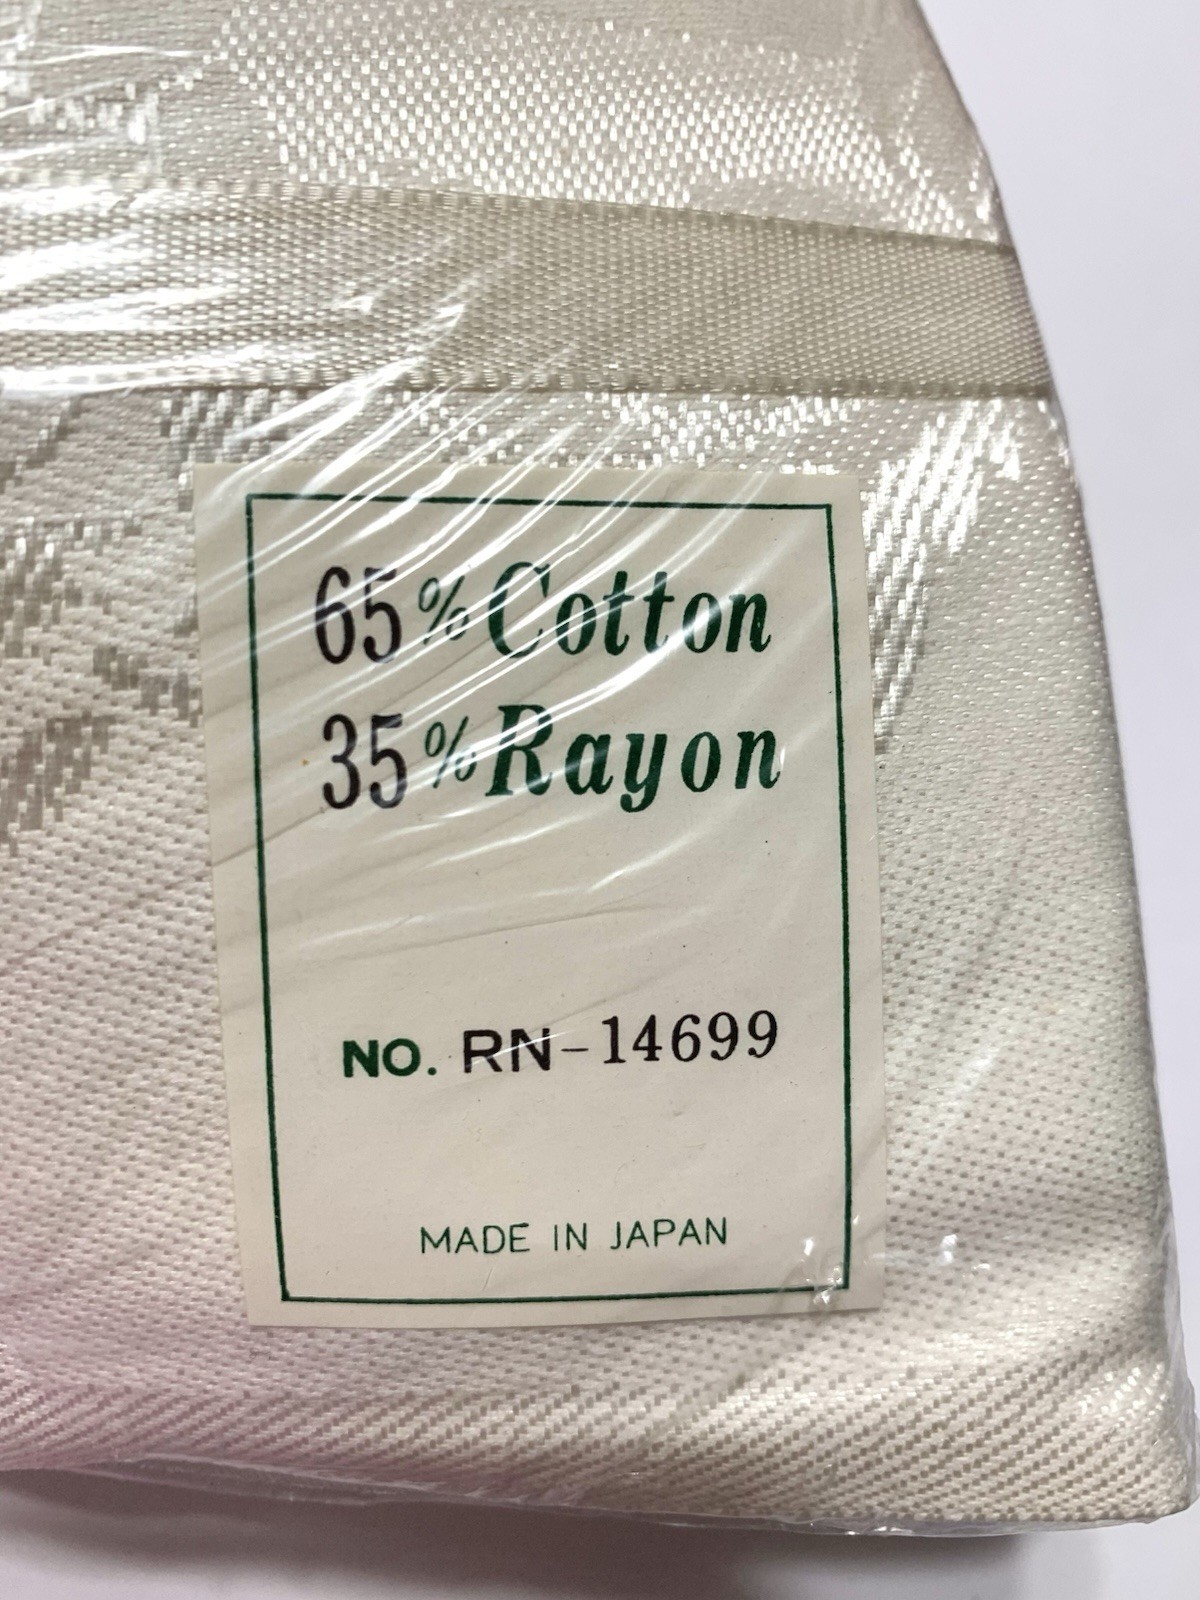 65% Cotton
35% Rayon
NO. RN-14699
MADE IN JAPAN